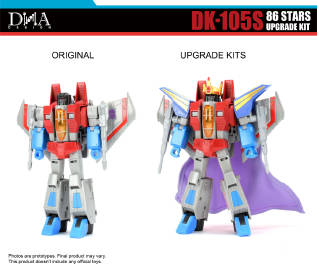 DNA
DESIGN
DK-105S 86 STARS
UPGRADE KIT
ORIGINAL
UPGRADE KITS
Photos are prototypes. Final product may vary.
This product doesn't include any official toys.